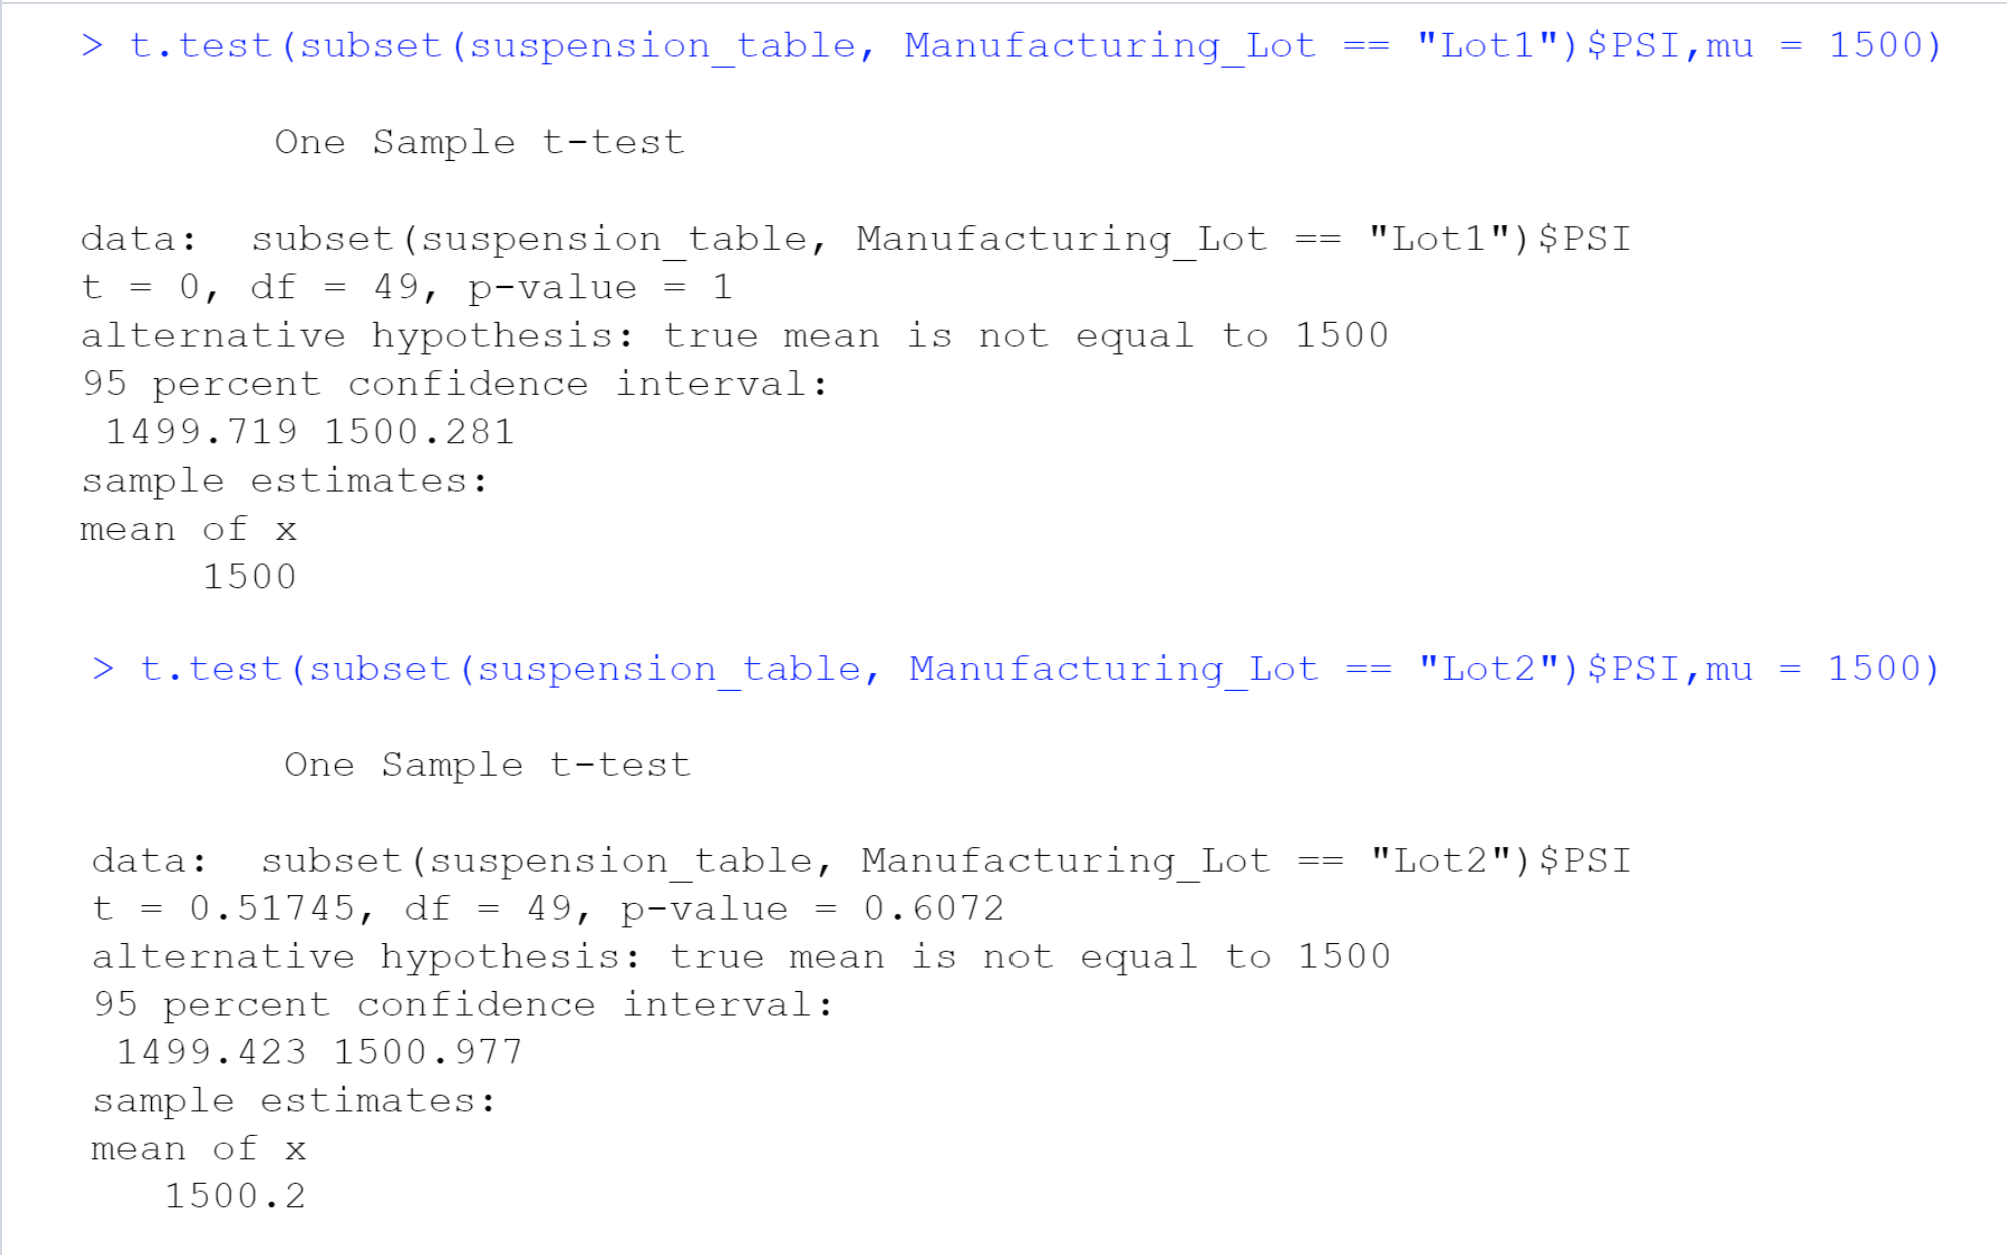 > t.test(subset(suspension_table, Manufacturing_Lot == "Lot1")$PSI,mu = 1500)
One Sample t-test
data:  subset(suspension_table, Manufacturing_Lot == "Lot1")$PSI
t = 0, df = 49, p-value = 1
alternative hypothesis: true mean is not equal to 1500
95 percent confidence interval:
1499.719 1500.281
sample estimates:
mean of x
1500
> t.test(subset(suspension_table, Manufacturing_Lot == "Lot2")$PSI,mu = 1500)
One Sample t-test
data:  subset(suspension_table, Manufacturing_Lot == "Lot2")$PSI
t = 0.51745, df = 49, p-value = 0.6072
alternative hypothesis: true mean is not equal to 1500
95 percent confidence interval:
1499.423 1500.977
sample estimates:
mean of x
1500.2